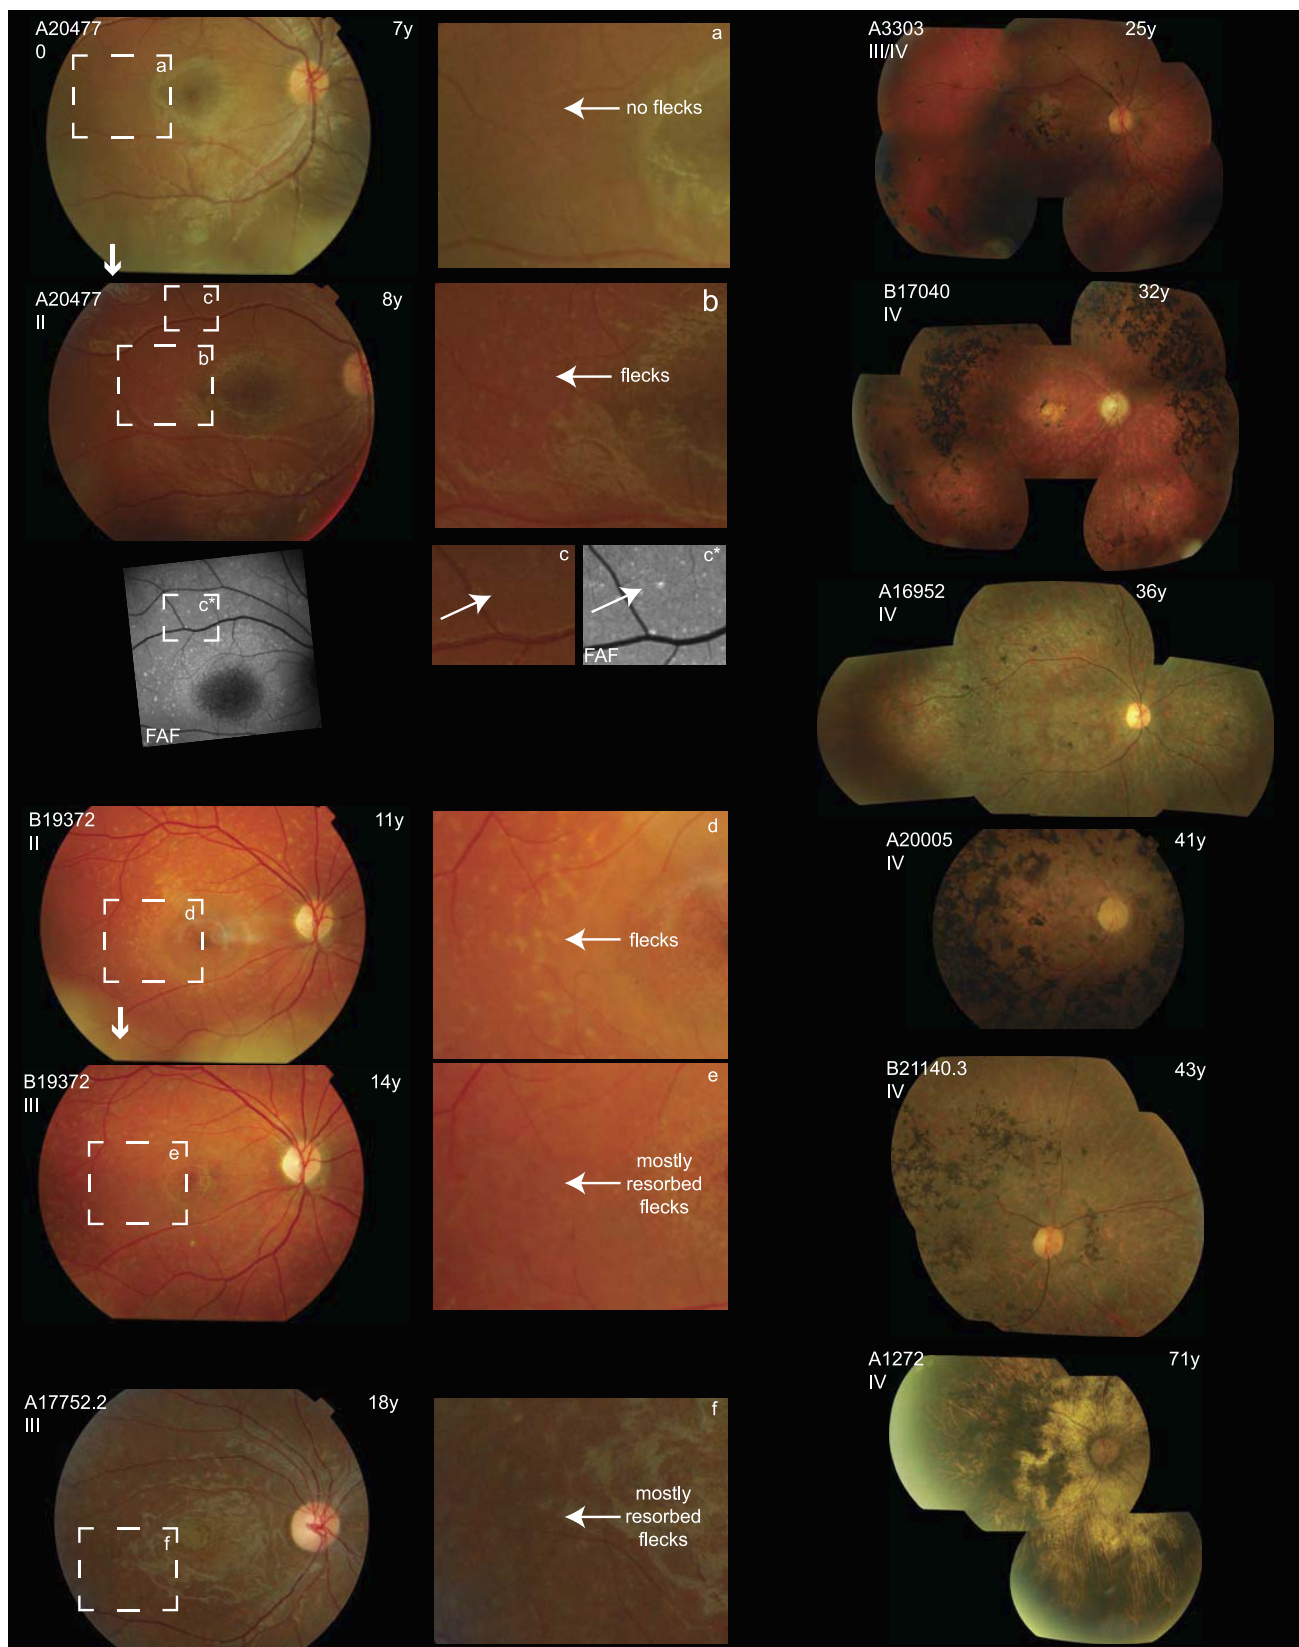 A20477
0
7y
a
a
no flecks
A20477
II
8y
c
b
b
flecks
c*
FAF
c
c*
FAF
B19372
II
11y
d
d
flecks
B19372
III
14y
e
e
mostly
resorbed
flecks
A17752.2
III
18y
f
f
mostly
resorbed
flecks
A3303
III/IV
25y
B17040
IV
32y
A16952
IV
36y
A20005
IV
41y
B21140.3
IV
43y
A1272
IV
71y